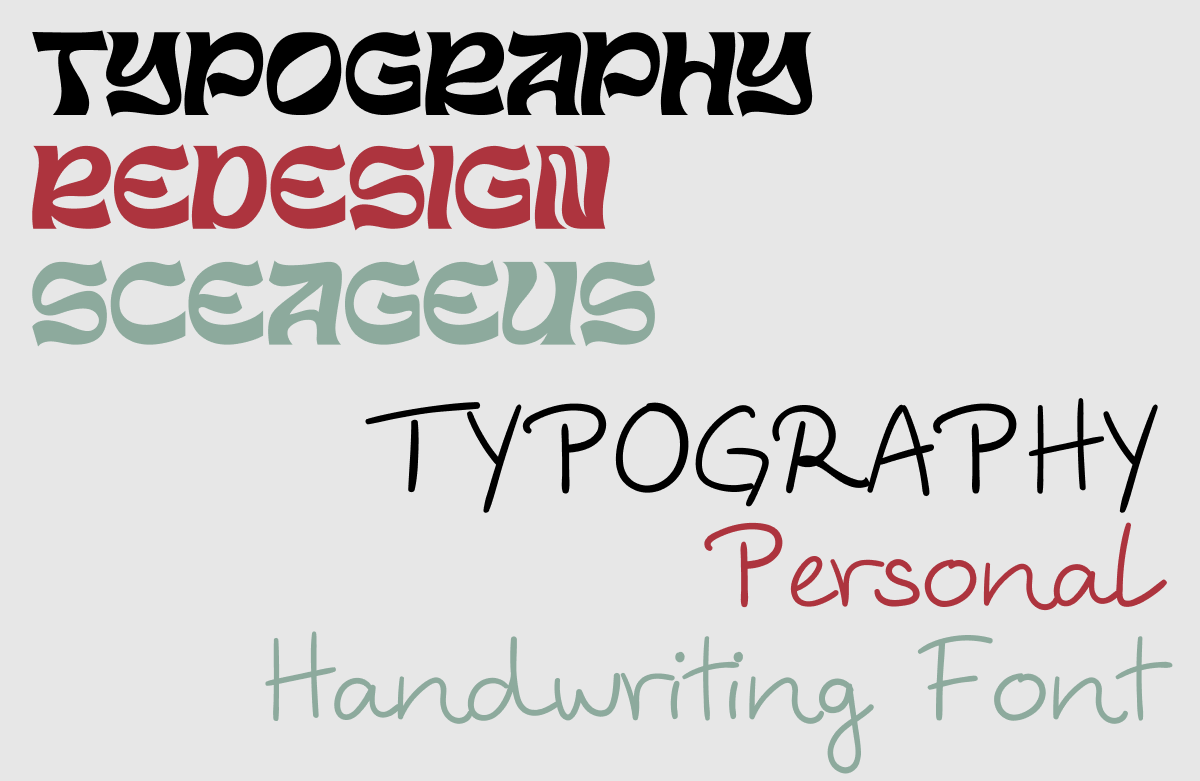 TYPOGRAPHY
REDESIGN
SCEAGEUS
TYPOGRAPHY
Personal
Handwriting Font